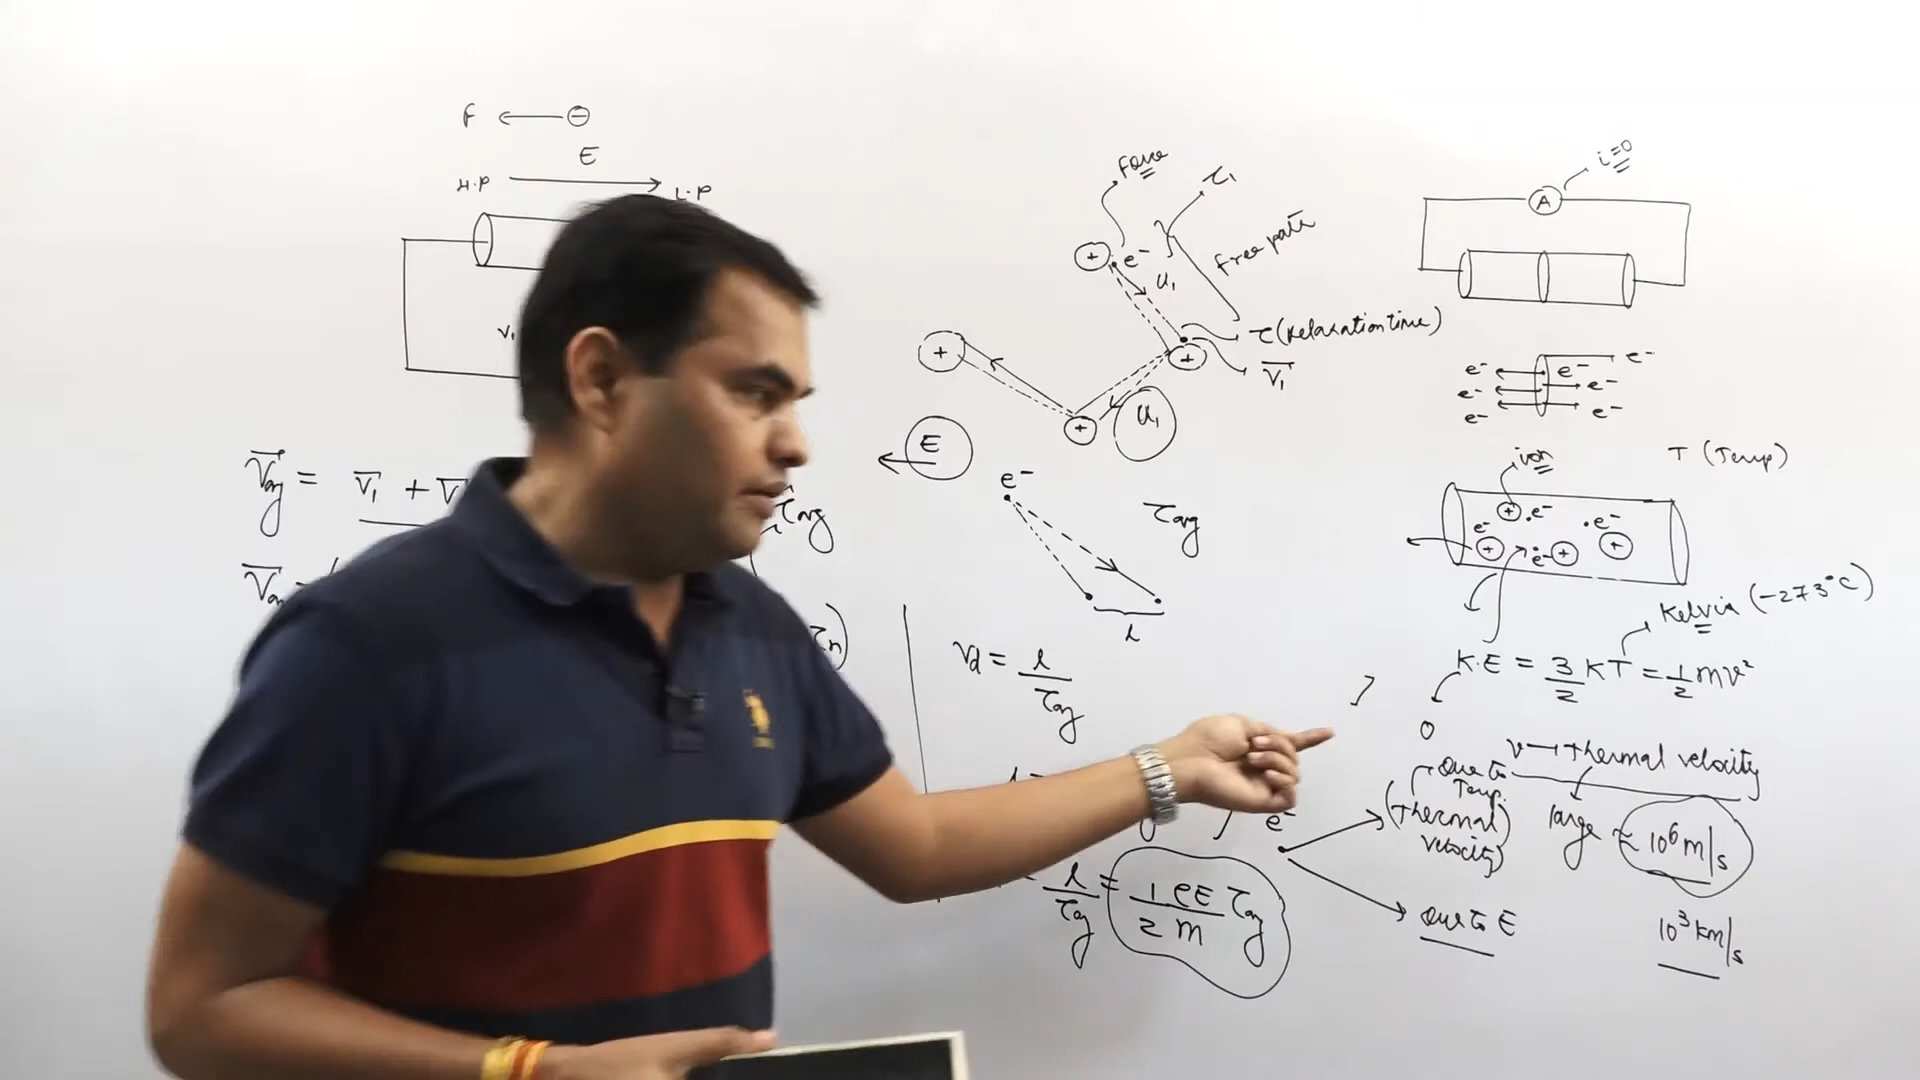 F ⊖
E
H.P L.P
V₁
V⃗avg = V̄₁ + V̄
τavg
τn)
Force
τ₁
+ e⁻
u₁
free path
τ (Relaxation time)
+
V̄₁
+
+
u₁
E
e⁻
τavg
l
Vd = l/τavg
l/τavg = 1/2 eE/m τavg
i=0
A
e⁻ e⁻ e⁻
e⁻ e⁻
e⁻ e⁻
ion
T (Temp)
e⁻ + .e⁻ .e⁻
+ e⁻ + +
Kelvin (-273°C)
K.E = 3/2 KT = 1/2 mv²
0
v → Thermal velocity
Due to
Temp.
(Thermal
velocity)
large ≈ 10⁶ m/s
e⁻
Due to E
10³ km/s